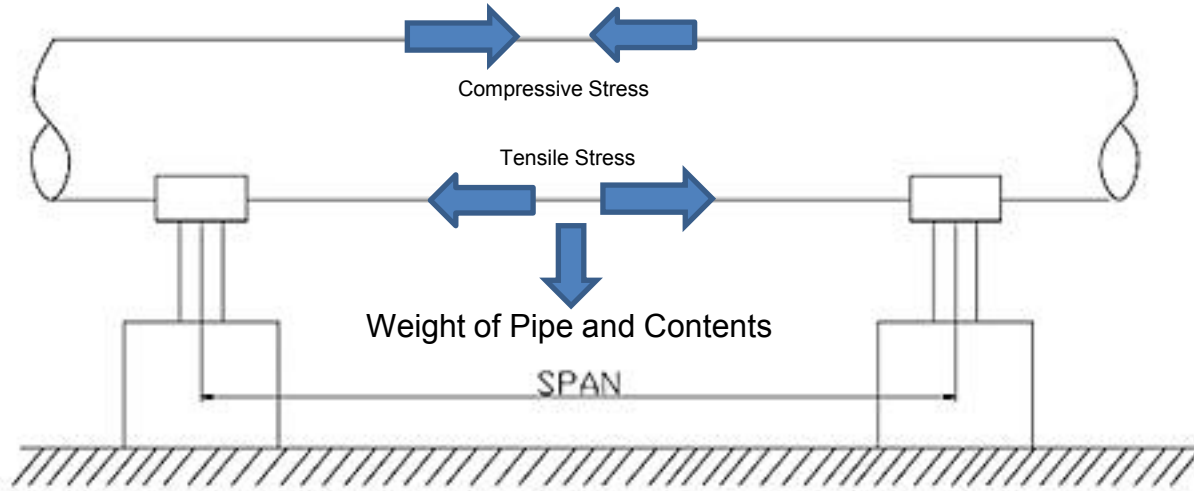 Compressive Stress
Tensile Stress
Weight of Pipe and Contents
SPAN